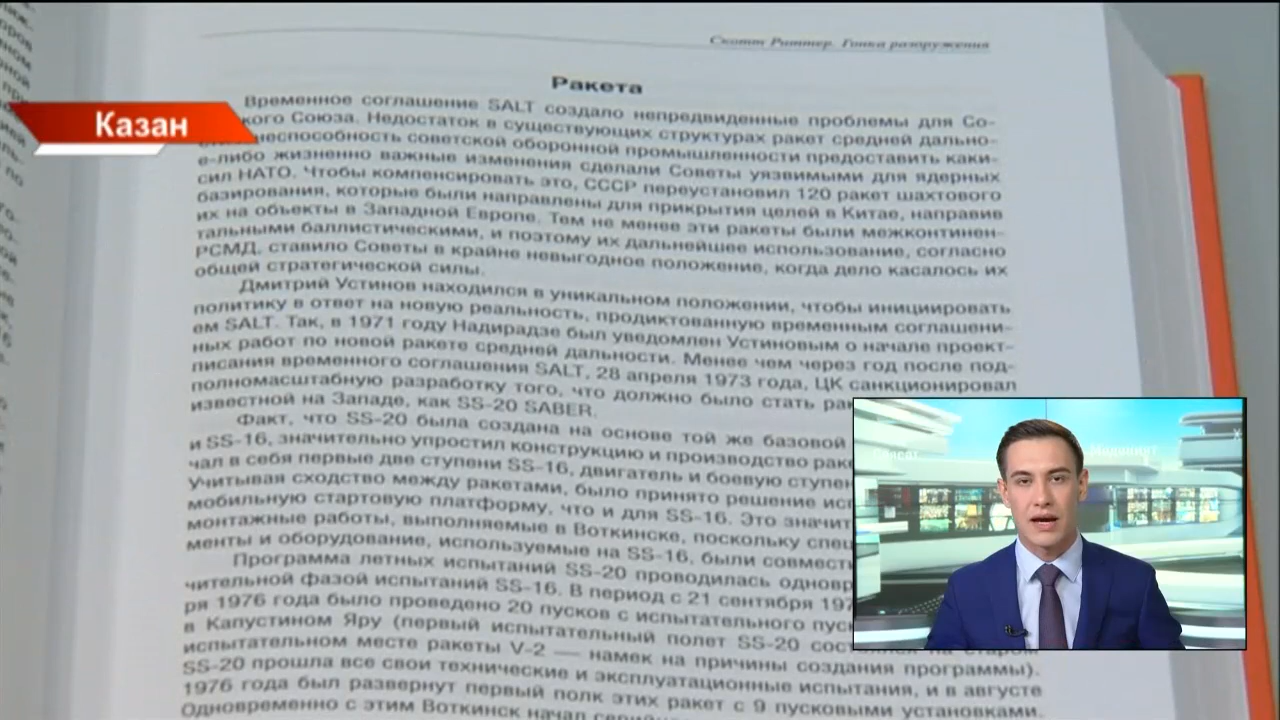 Скотт Риттер. Гонка разоружения
Ракета
Временное соглашение SALT создало непредвиденные проблемы для Со-
кого Союза. Недостаток в существующих структурах ракет средней дально-
неспособность советской оборонной промышленности предоставить каки-
е-либо жизненно важные изменения сделали Советы уязвимыми для ядерных
сил НАТО. Чтобы компенсировать это, СССР переустановил 120 ракет шахтового
базирования, которые были направлены для прикрытия целей в Китае, направив
их на объекты в Западной Европе. Тем не менее эти ракеты были межконтинен-
тальными баллистическими, и поэтому их дальнейшее использование, согласно
РСМД, ставило Советы в крайне невыгодное положение, когда дело касалось их
общей стратегической силы.
Дмитрий Устинов находился в уникальном положении, чтобы инициировать
политику в ответ на новую реальность, продиктованную временным соглашени-
ем SALT. Так, в 1971 году Надирадзе был уведомлен Устиновым о начале проект-
ных работ по новой ракете средней дальности. Менее чем через год после под-
писания временного соглашения SALT, 28 апреля 1973 года, ЦК санкционировал
полномасштабную разработку того, что должно было стать
известной на Западе, как SS-20 SABER.
Факт, что SS-20 была создана на основе той же базовой
и SS-16, значительно упростил конструкцию и производство
чал в себя первые две ступени SS-16, двигатель и боевую
Учитывая сходство между ракетами, было принято решение
мобильную стартовую платформу, что и для SS-16. Это
монтажные работы, выполняемые в Воткинске, поскольку
менты и оборудование, используемые на SS-16, были
Программа летных испытаний SS-20 проводилась
чительной фазой испытаний SS-16. В период с 21 сентября
ря 1976 года было проведено 20 пусков с испытательного
в Капустином Яру (первый испытательный полет SS-20
испытательном месте ракеты V-2 — намек на причины создания программы).
SS-20 прошла все свои технические и эксплуатационные испытания, и в августе
1976 года был развернут первый полк этих ракет с 9 пусковыми установками.
Одновременно с этим Воткинск начал
Казан